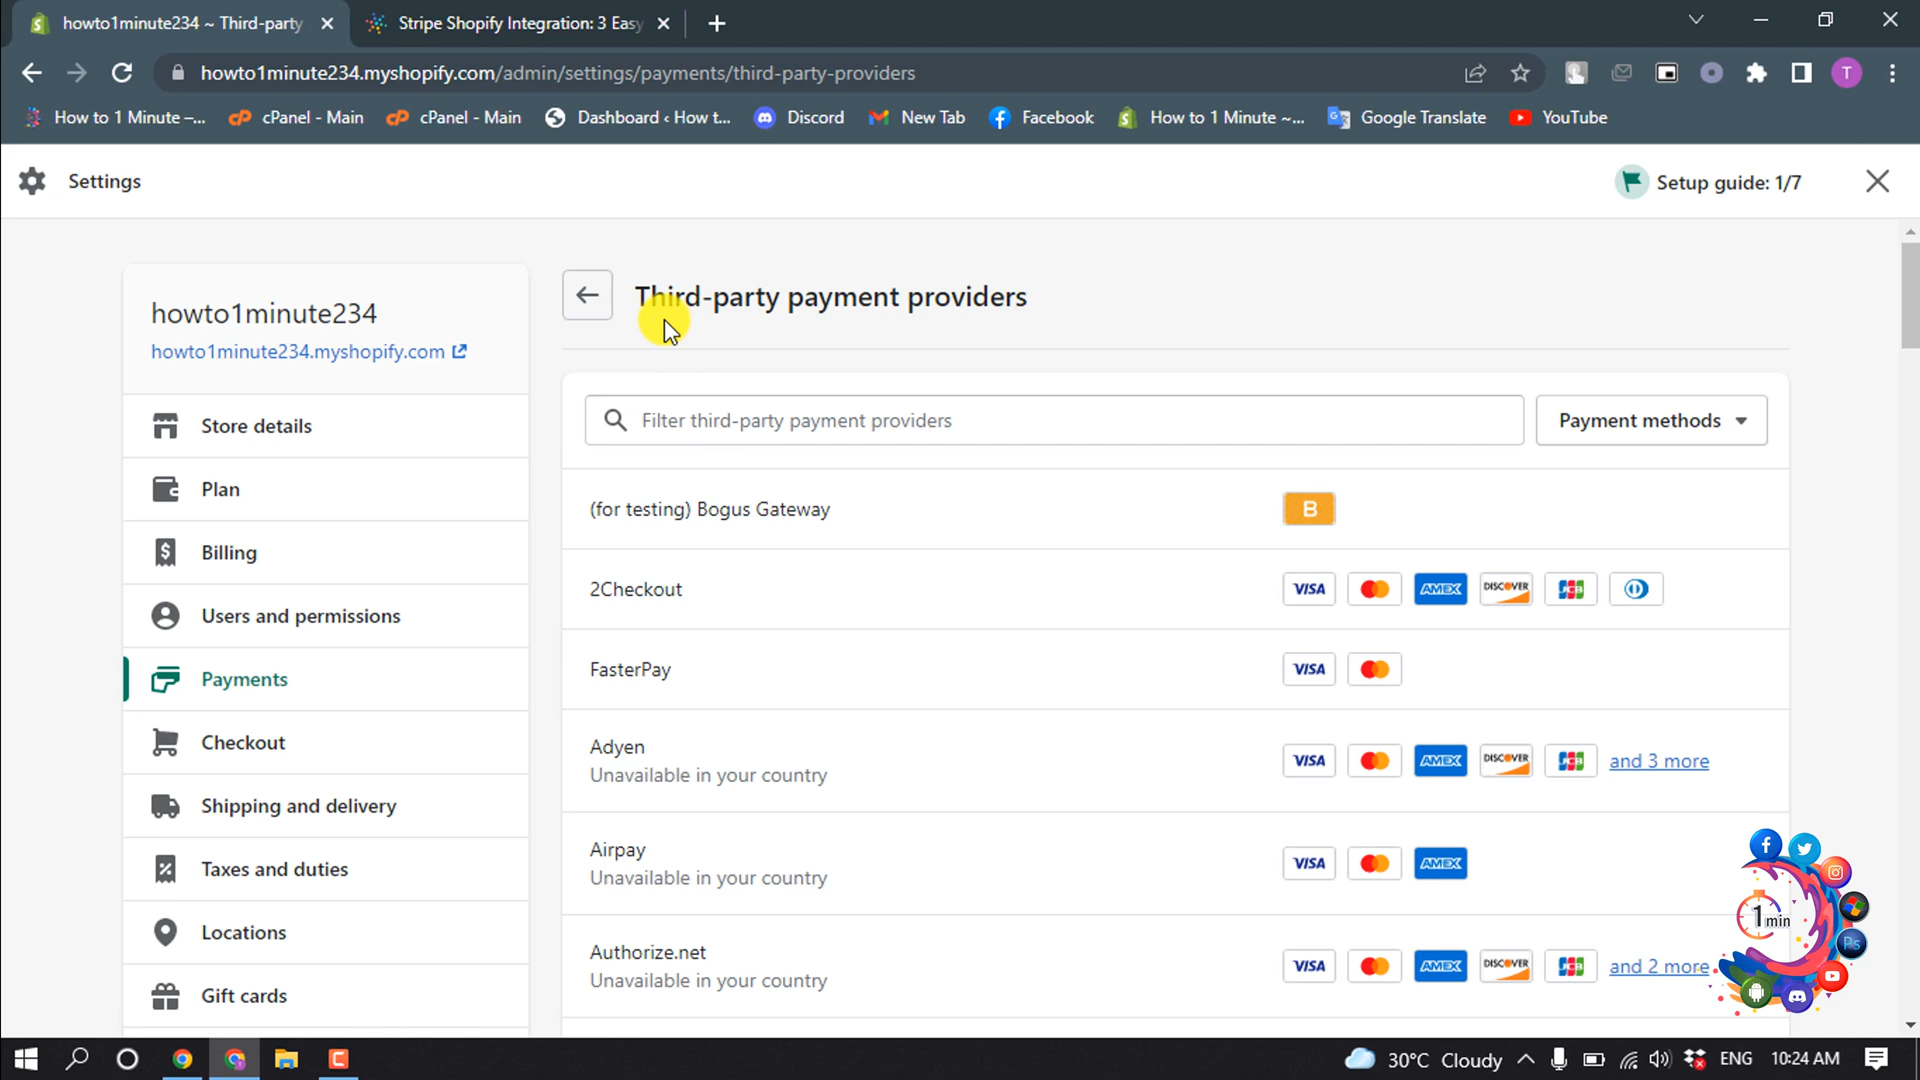 howto1minute234 ~ Third-party
Stripe Shopify Integration: 3 Easy
howto1minute234.myshopify.com/admin/settings/payments/third-party-providers
T
How to 1 Minute –...
cPanel - Main
cPanel - Main
Dashboard ‹ How t...
Discord
New Tab
Facebook
How to 1 Minute ~...
Google Translate
YouTube
Settings
Setup guide: 1/7
howto1minute234
howto1minute234.myshopify.com
Store details
Plan
Billing
Users and permissions
Payments
Checkout
Shipping and delivery
Taxes and duties
Locations
Gift cards
Third-party payment providers
Filter third-party payment providers
Payment methods
(for testing) Bogus Gateway
B
2Checkout
VISA AMEX DISCOVER JCB
FasterPay
VISA
Adyen
Unavailable in your country
VISA AMEX DISCOVER JCB and 3 more
Airpay
Unavailable in your country
VISA AMEX
Authorize.net
Unavailable in your country
VISA AMEX DISCOVER JCB and 2 more
1 min
Ps
30°C Cloudy
ENG
10:24 AM